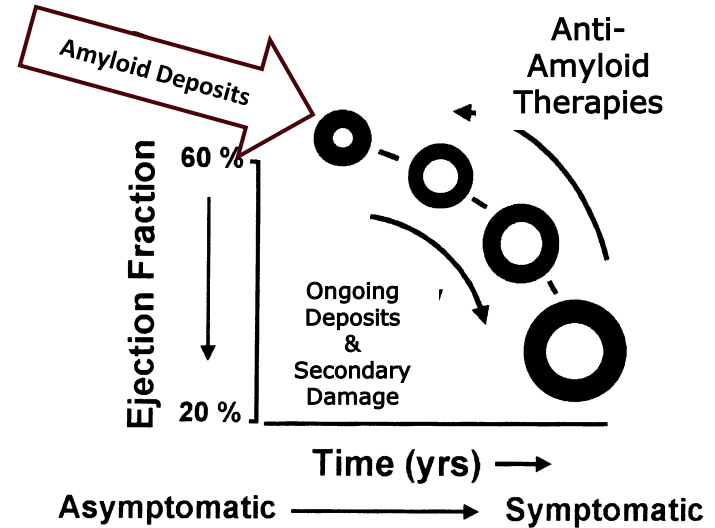 Amyloid Deposits
Anti-
Amyloid
Therapies
60 %
Ejection Fraction
20 %
Ongoing
Deposits
&
Secondary
Damage
Time (yrs)
Asymptomatic
Symptomatic